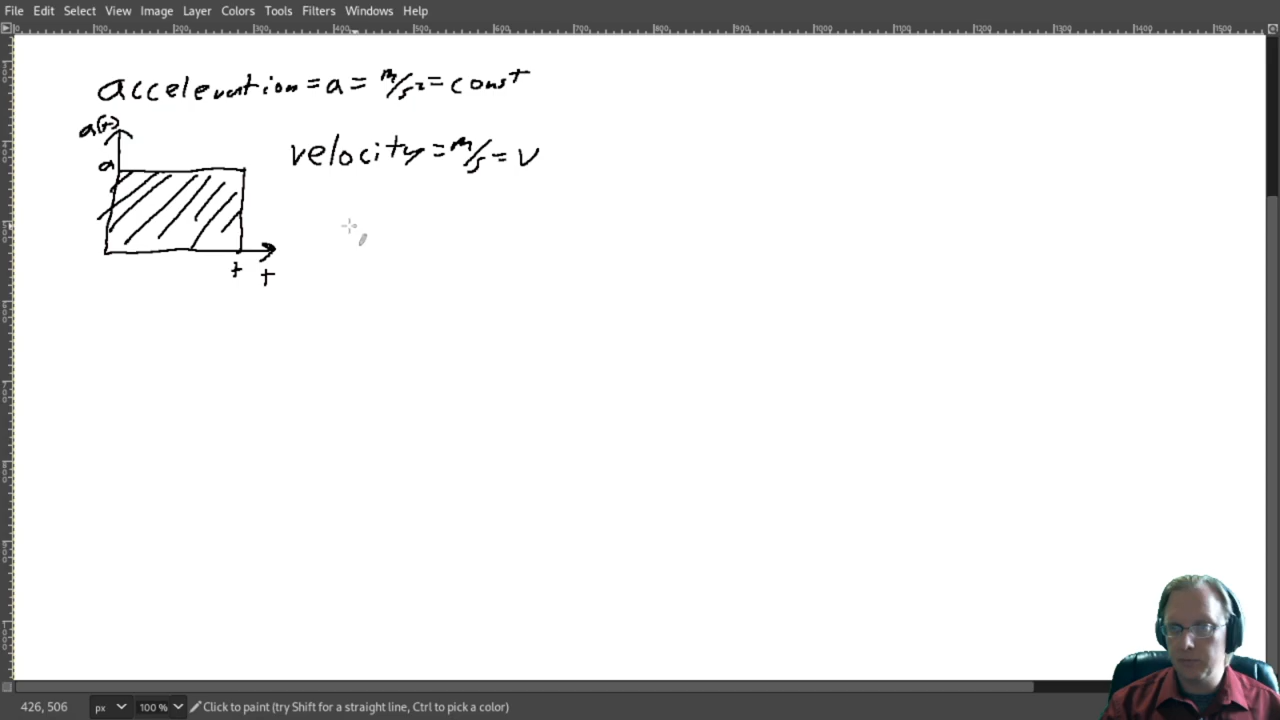 File Edit Select View Image Layer Colors Tools Filters Windows Help
acceleration = a = m/s² = const
a(t)
velocity = m/s = v
a
t
t
426, 506 px 100 % Click to paint (try Shift for a straight line, Ctrl to pick a color)